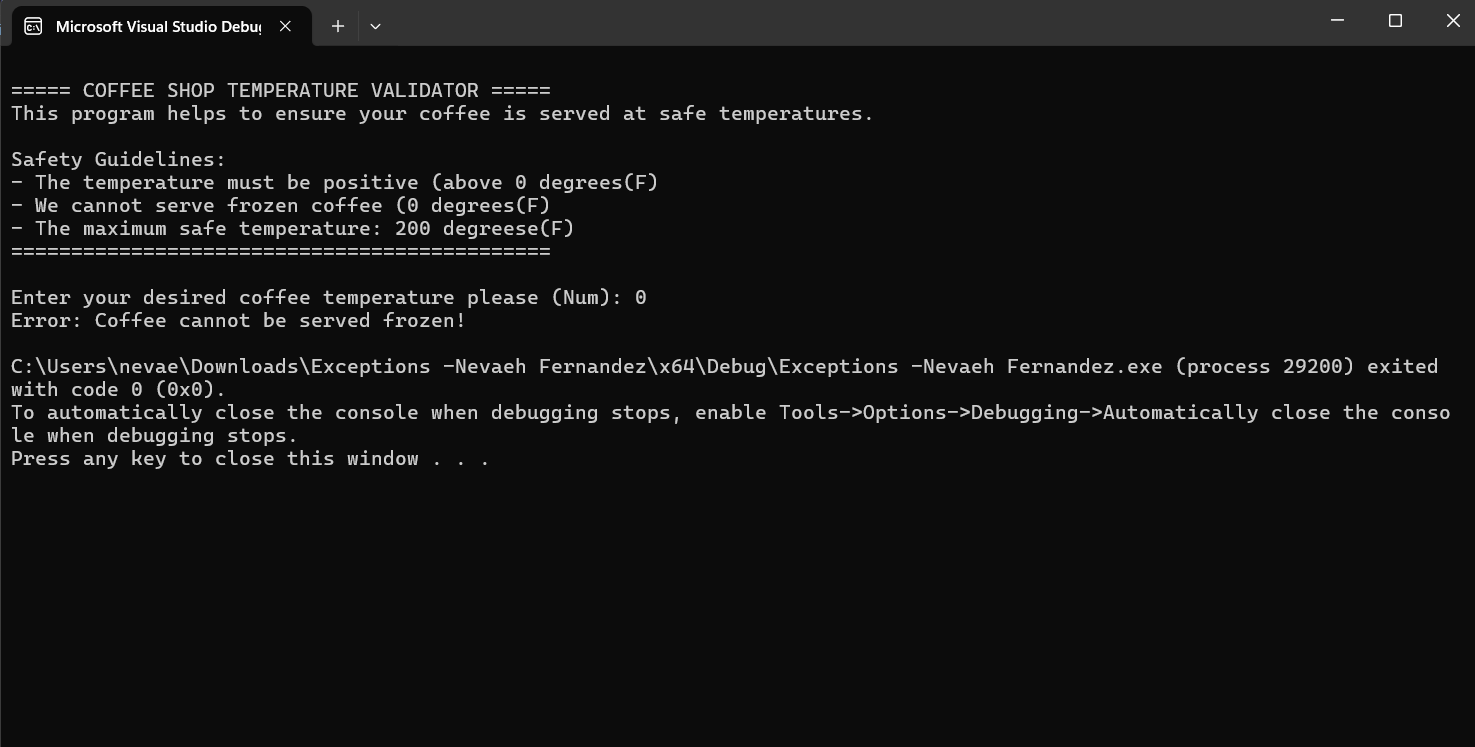 Microsoft Visual Studio Debug
===== COFFEE SHOP TEMPERATURE VALIDATOR =====
This program helps to ensure your coffee is served at safe temperatures.
Safety Guidelines:
- The temperature must be positive (above 0 degrees(F)
- We cannot serve frozen coffee (0 degrees(F)
- The maximum safe temperature: 200 degreese(F)
=============================================
Enter your desired coffee temperature please (Num): 0
Error: Coffee cannot be served frozen!
C:\Users\nevae\Downloads\Exceptions -Nevaeh Fernandez\x64\Debug\Exceptions -Nevaeh Fernandez.exe (process 29200) exited
with code 0 (0x0).
To automatically close the console when debugging stops, enable Tools->Options->Debugging->Automatically close the conso
le when debugging stops.
Press any key to close this window . . .